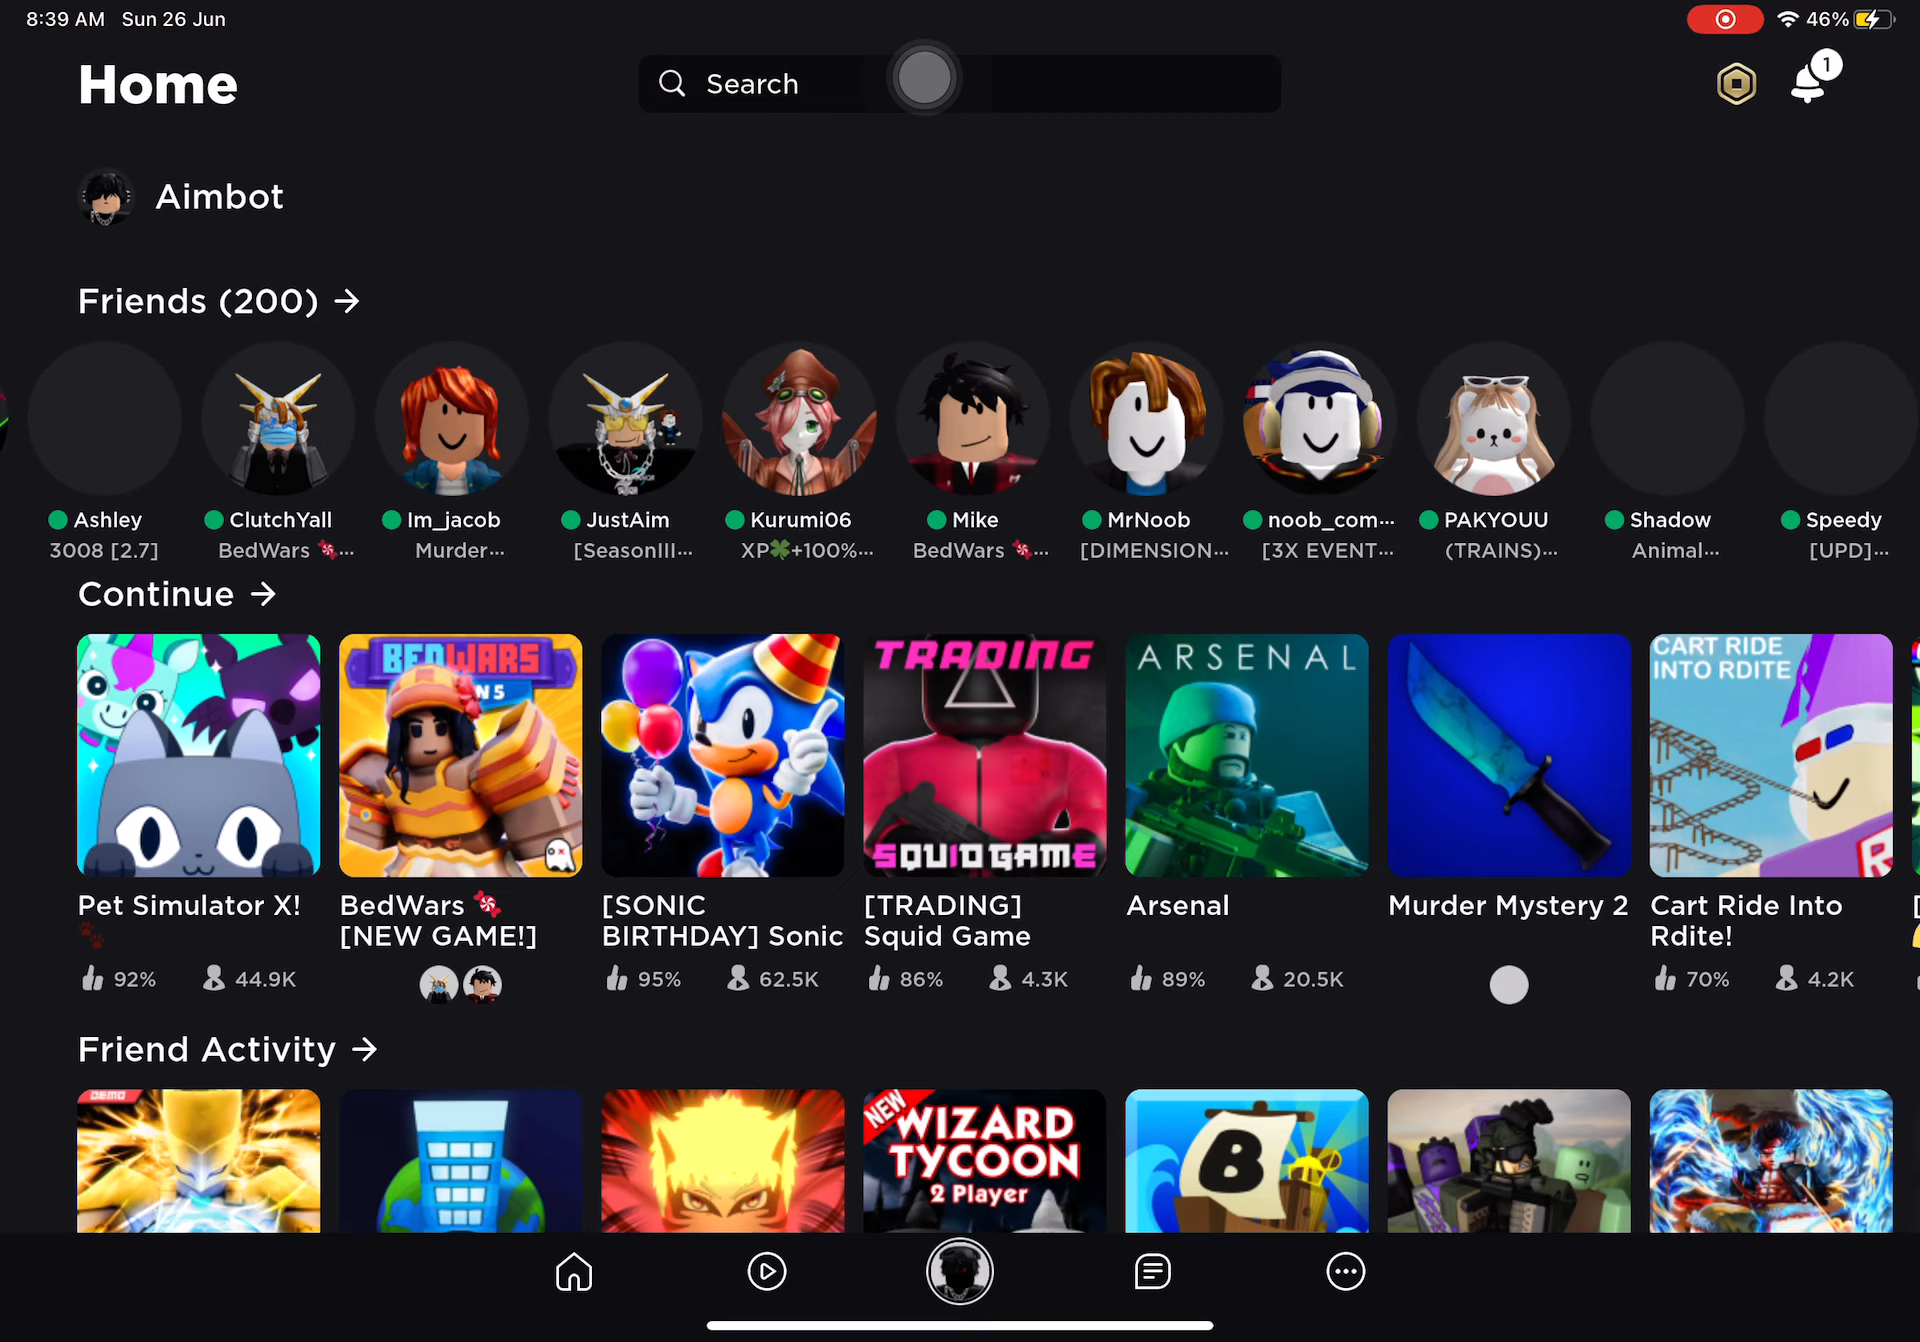 8:39 AM Sun 26 Jun
46%
Home
Search
1
Aimbot
Friends (200) →
Ashley
3008 [2.7]
ClutchYall
BedWars 🍬...
Im_jacob
Murder...
JustAim
[SeasonIII...
Kurumi06
XP🍀+100%...
Mike
BedWars 🍬...
MrNoob
[DIMENSION...
noob_com...
[3X EVENT...
PAKYOUU
(TRAINS)...
Shadow
Animal...
Speedy
[UPD]...
Continue →
BEDWARS
N 5
TRADING
SQUID GAME
ARSENAL
CART RIDE
INTO RDITE
R
Pet Simulator X!
🐾
92% 44.9K
BedWars 🍬
[NEW GAME!]
[SONIC
BIRTHDAY] Sonic
95% 62.5K
[TRADING]
Squid Game
86% 4.3K
Arsenal
89% 20.5K
Murder Mystery 2
Cart Ride Into
Rdite!
70% 4.2K
Friend Activity →
DEMO
NEW
WIZARD
TYCOON
2 Player
B